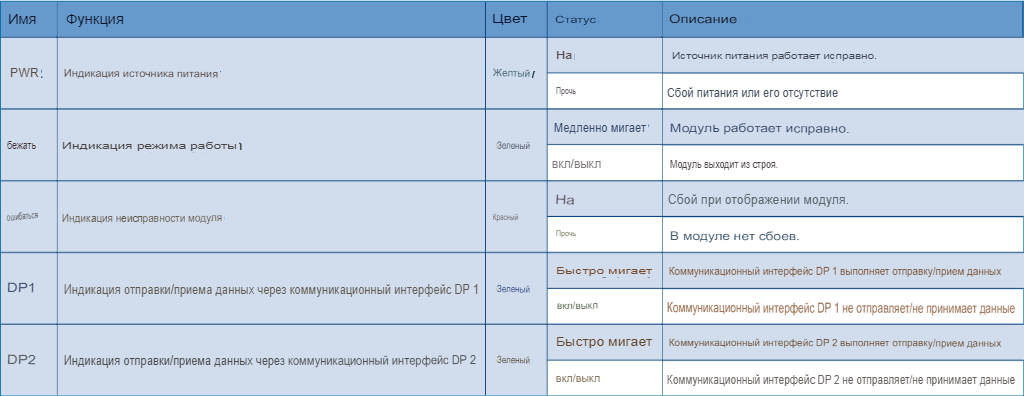 Имя Функция Цвет Статус Описание
PWR Индикация источника питания Желтый На Источник питания работает исправно.
Прочь Сбой питания или его отсутствие
бежать Индикация режима работы Зеленый Медленно мигает Модуль работает исправно.
вкл/выкл Модуль выходит из строя.
ошибаться Индикация неисправности модуля Красный На Сбой при отображении модуля.
Прочь В модуле нет сбоев.
DP1 Индикация отправки/приема данных через коммуникационный интерфейс DP 1 Зеленый Быстро мигает Коммуникационный интерфейс DP 1 выполняет отправку/прием данных
вкл/выкл Коммуникационный интерфейс DP 1 не отправляет/не принимает данные
DP2 Индикация отправки/приема данных через коммуникационный интерфейс DP 2 Зеленый Быстро мигает Коммуникационный интерфейс DP 2 выполняет отправку/прием данных
вкл/выкл Коммуникационный интерфейс DP 2 не отправляет/не принимает данные